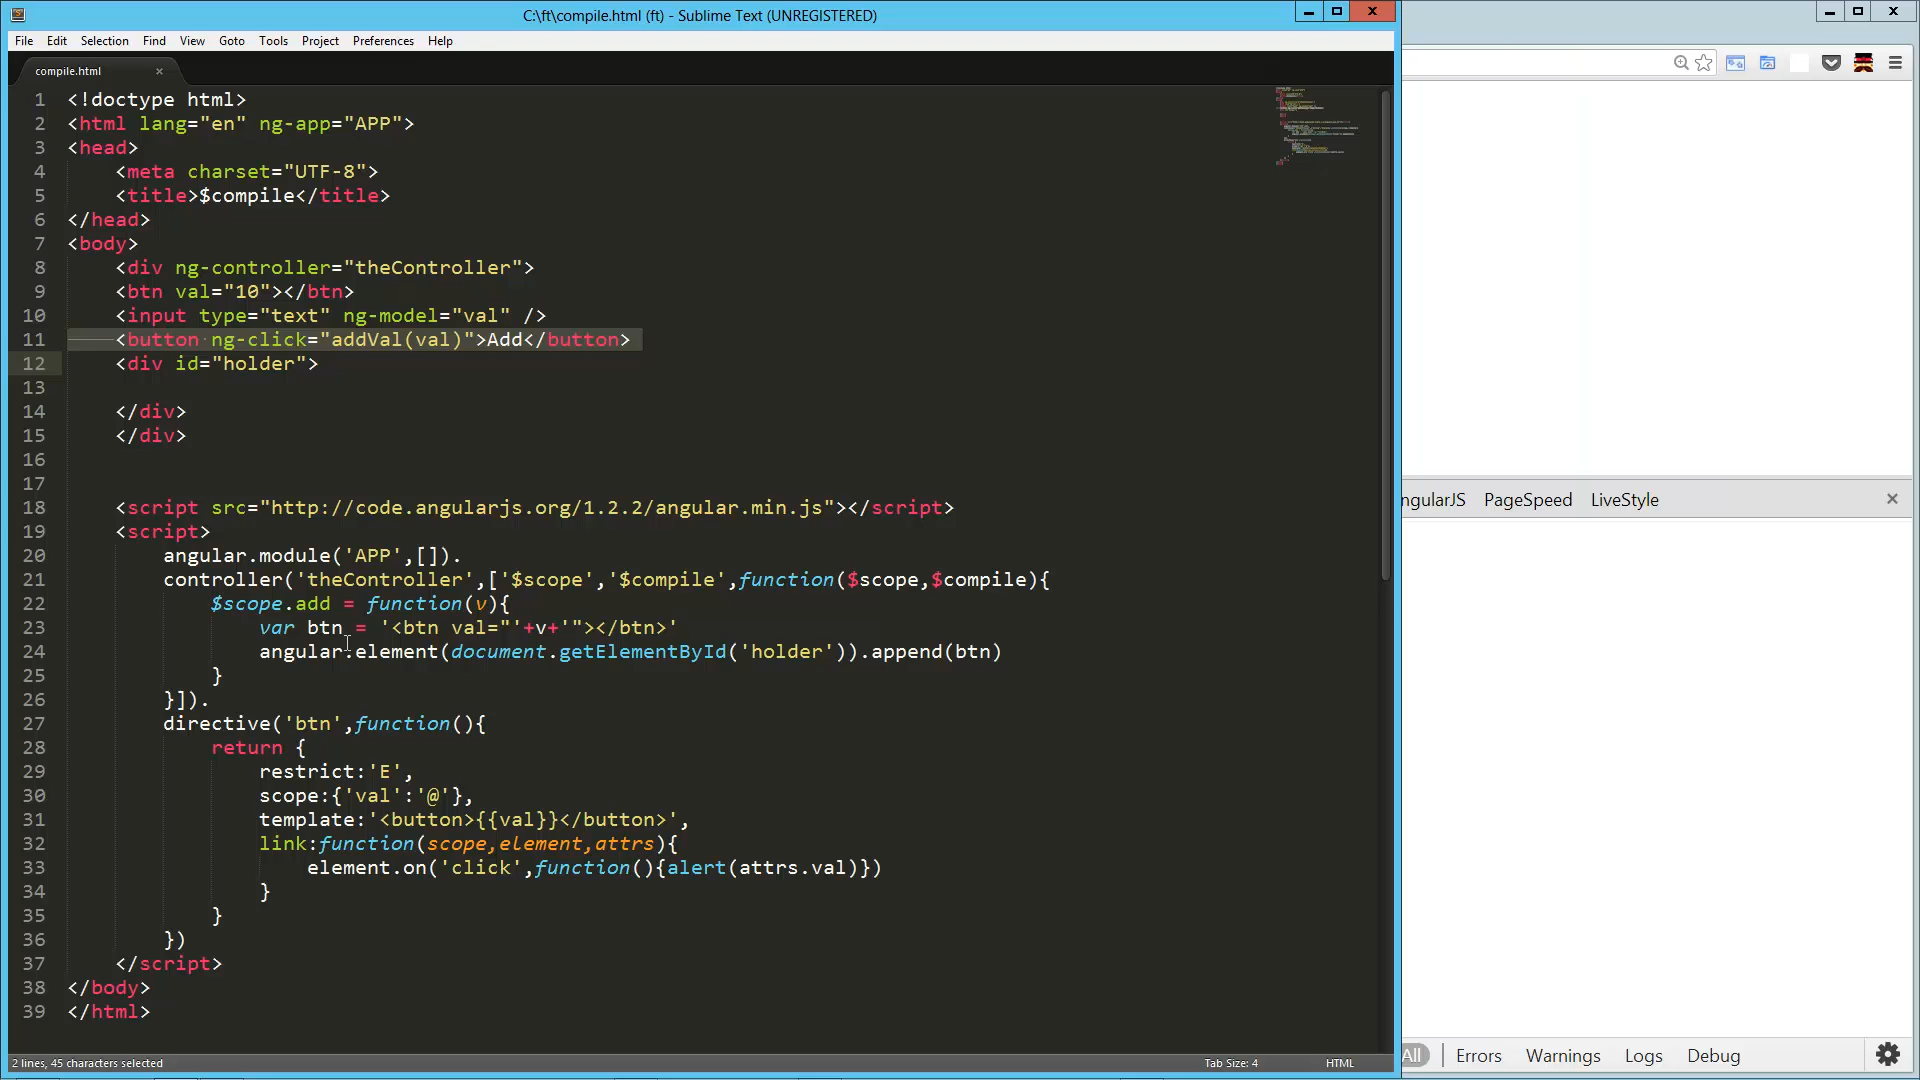 C:\ft\compile.html (ft) - Sublime Text (UNREGISTERED)
File Edit Selection Find View Goto Tools Project Preferences Help
compile.html
1 <!doctype html>
2 <html lang="en" ng-app="APP">
3 <head>
4 <meta charset="UTF-8">
5 <title>$compile</title>
6 </head>
7 <body>
8 <div ng-controller="theController">
9 <btn val="10"></btn>
10 <input type="text" ng-model="val" />
11 <button ng-click="addVal(val)">Add</button>
12 <div id="holder">
13
14 </div>
15 </div>
16
17
18 <script src="http://code.angularjs.org/1.2.2/angular.min.js"></script>
19 <script>
20 angular.module('APP',[]).
21 controller('theController',['$scope','$compile',function($scope,$compile){
22 $scope.add = function(v){
23 var btn = '<btn val="'+v+'"></btn>'
24 angular.element(document.getElementById('holder')).append(btn)
25 }
26 }]).
27 directive('btn',function(){
28 return {
29 restrict:'E',
30 scope:{'val':'@'},
31 template:'<button>{{val}}</button>',
32 link:function(scope,element,attrs){
33 element.on('click',function(){alert(attrs.val)})
34 }
35 }
36 })
37 </script>
38 </body>
39 </html>
2 lines, 45 characters selected
Tab Size: 4
HTML
ngularJS PageSpeed LiveStyle
All Errors Warnings Logs Debug